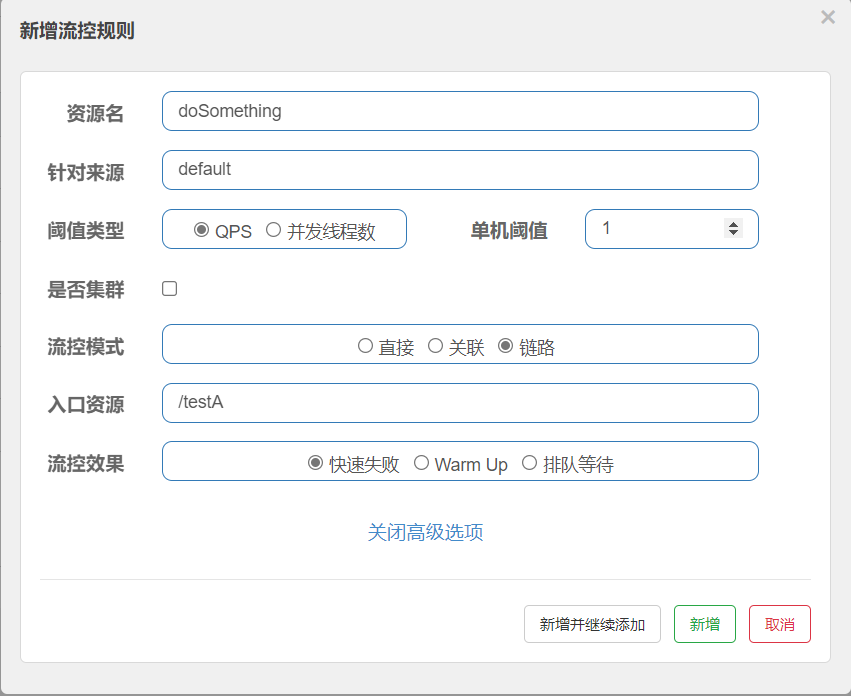 新增流控规则
×
资源名 doSomething
针对来源 default
阈值类型 QPS 并发线程数 单机阈值 1
是否集群
流控模式 直接 关联 链路
入口资源 /testA
流控效果 快速失败 Warm Up 排队等待
关闭高级选项
新增并继续添加 新增 取消